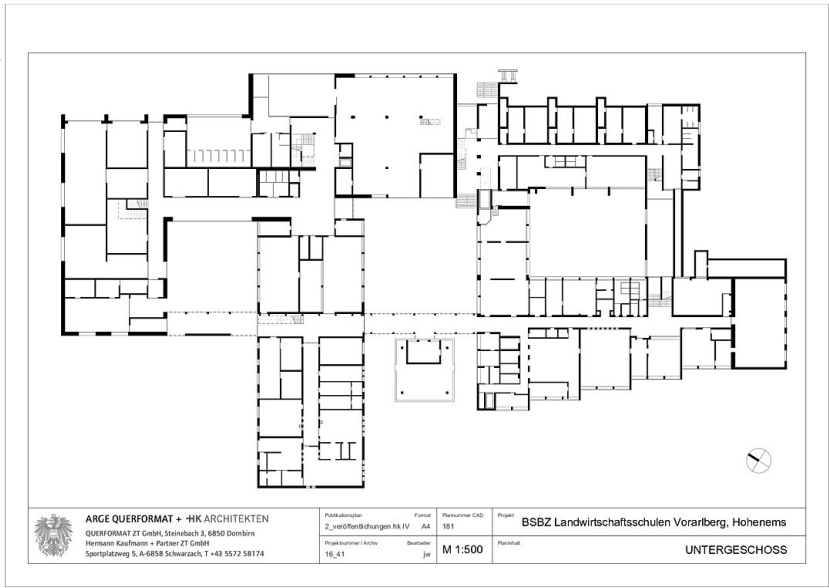 ARGE QUERFORMAT + HK ARCHITEKTEN
QUERFORMAT ZT GmbH, Steinebach 3, 6850 Dornbirn
Hermann Kaufmann + Partner ZT GmbH
Sportplatzweg 5, A-6858 Schwarzach, T +43 5572 58174
Publikationsplan Format
2_veröffentlichungen hk IV A4
Projektnummer / Archiv Bearbeiter
16_41 jw
Plannummer CAD
181
M 1:500
Projekt
BSBZ Landwirtschaftsschulen Vorarlberg, Hohenems
Planinhalt
UNTERGESCHOSS